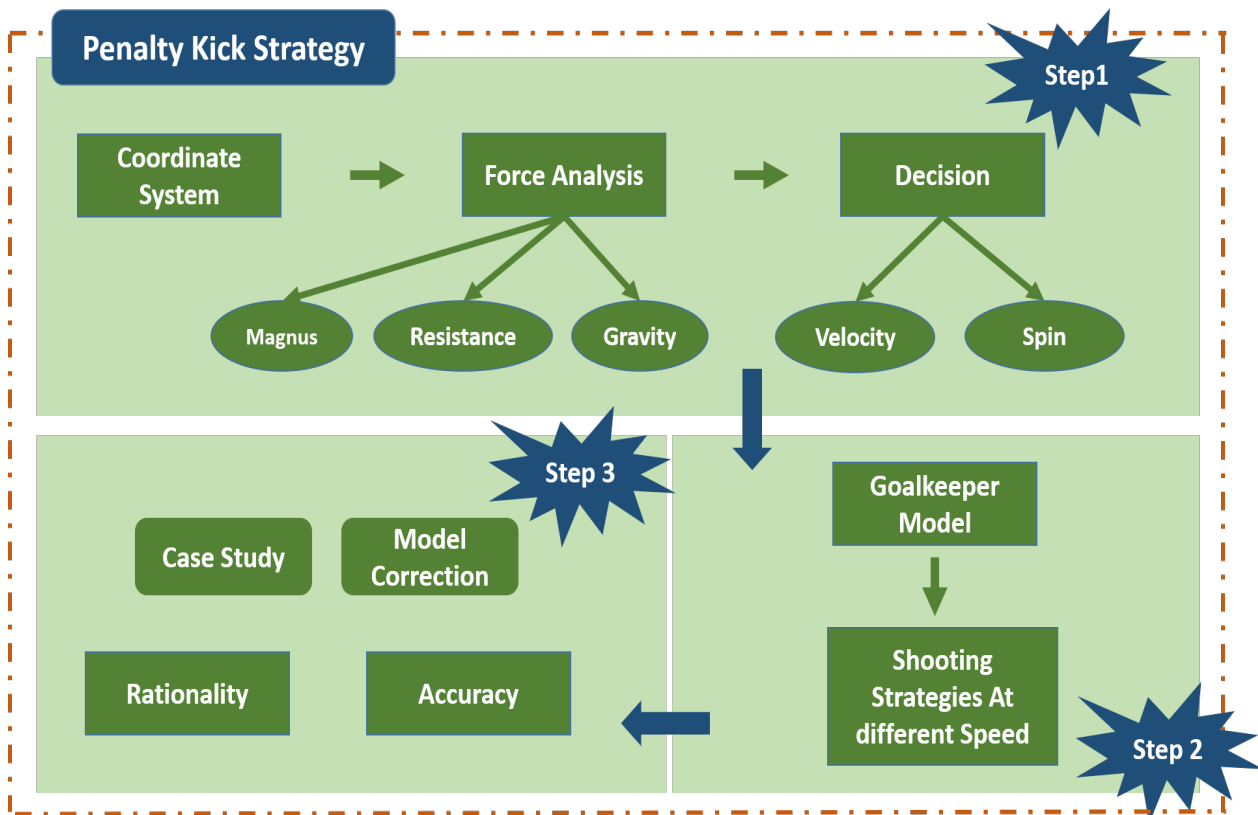 Penalty Kick Strategy
Step1
Coordinate
System
Force Analysis
Decision
Magnus
Resistance
Gravity
Velocity
Spin
Goalkeeper
Model
Shooting
Strategies At
different Speed
Step 2
Step 3
Case Study
Model
Correction
Rationality
Accuracy